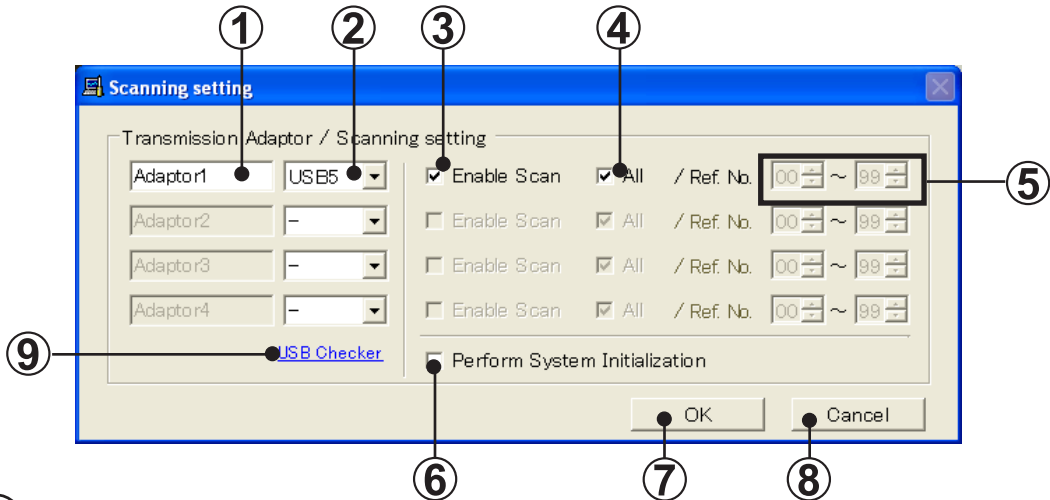 ① ② ③ ④
Scanning setting
Transmission Adaptor / Scanning setting
Adaptor1 USB5 Enable Scan All / Ref. No. 00 ~ 99 ⑤
Adaptor2 - Enable Scan All / Ref. No. 00 ~ 99
Adaptor3 - Enable Scan All / Ref. No. 00 ~ 99
Adaptor4 - Enable Scan All / Ref. No. 00 ~ 99
⑨ USB Checker Perform System Initialization
OK Cancel
⑥ ⑦ ⑧